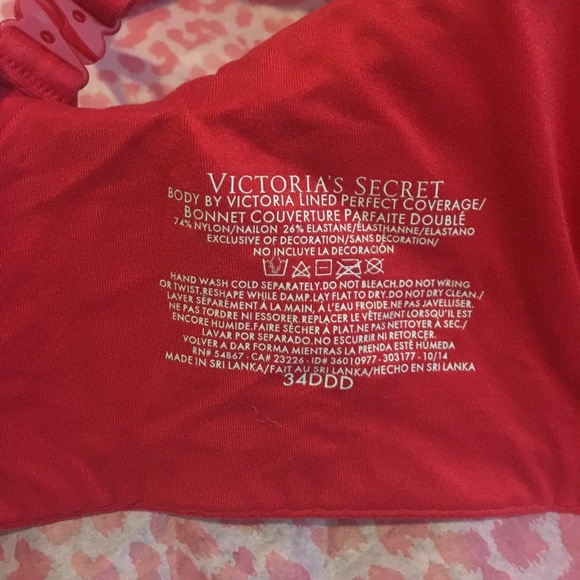 VICTORIA'S SECRET
BODY BY VICTORIA LINED PERFECT COVERAGE/
BONNET COUVERTURE PARFAITE DOUBLÉ
74% NYLON/NAILON 26% ELASTANE/ÉLASTHANNE/ELASTANO
EXCLUSIVE OF DECORATION/SANS DÉCORATION/
NO INCLUYE LA DECORACIÓN
HAND WASH COLD SEPARATELY.DO NOT BLEACH.DO NOT WRING
OR TWIST.RESHAPE WHILE DAMP.LAY FLAT TO DRY.DO NOT DRY CLEAN./
LAVER SÉPARÉMENT À LA MAIN, À L'EAU FROIDE.NE PAS JAVELLISER.
NE PAS TORDRE NI ESSORER.REPLACER LE VÊTEMENT LORSQU'IL EST
ENCORE HUMIDE.FAIRE SÉCHER À PLAT.NE PAS NETTOYER À SEC./
LAVAR POR SEPARADO.NO ESCURRIR NI RETORCER.
VOLVER A DAR FORMA MIENTRAS LA PRENDA ESTÉ HÚMEDA
RN# 54867 - CA# 23226 - ID# 36010977 - 303177 - 10/14
MADE IN SRI LANKA/FAIT AU SRI LANKA/HECHO EN SRI LANKA
34DDD